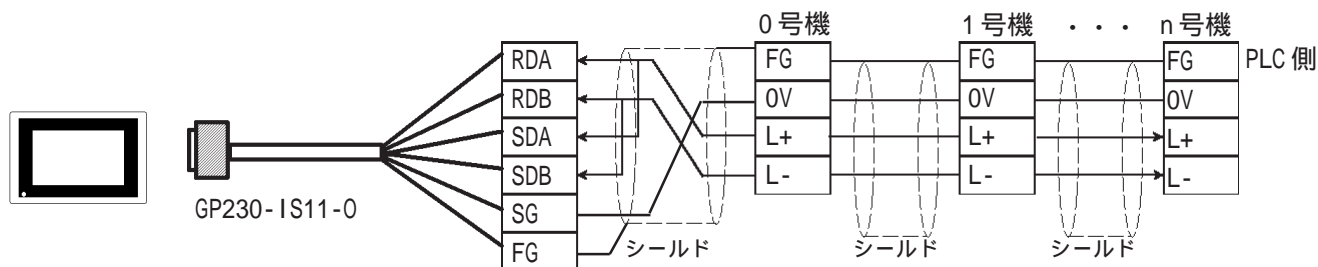 0号機
1号機
・・・
n号機
PLC側
RDA
RDB
SDA
SDB
SG
FG
FG
0V
L+
L-
FG
0V
L+
L-
FG
0V
L+
L-
GP230-IS11-O
シールド
シールド
シールド